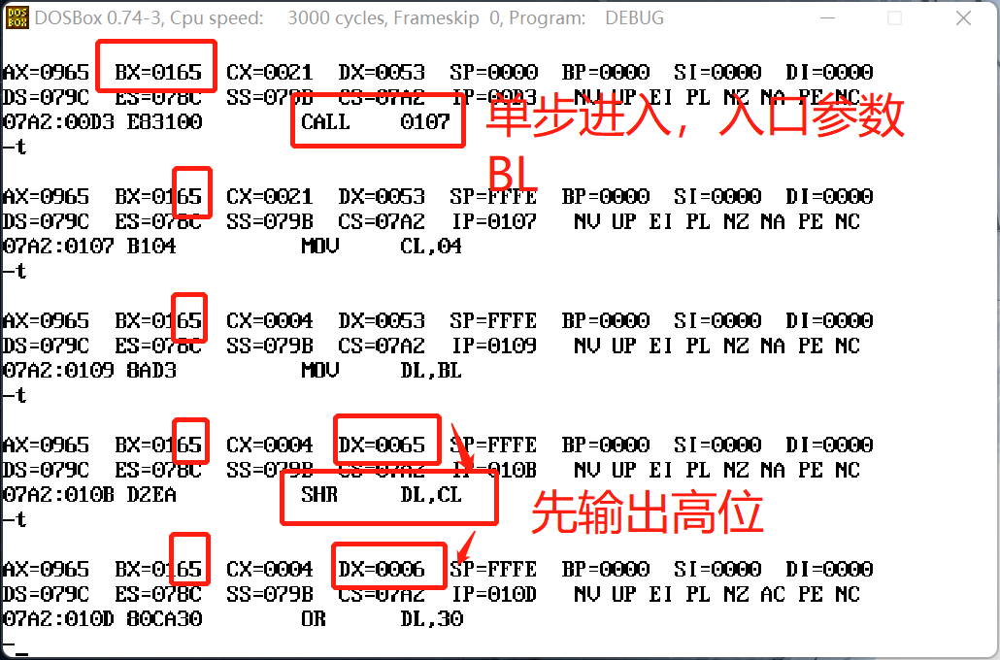 DOSBox 0.74-3, Cpu speed: 3000 cycles, Frameskip 0, Program: DEBUG
AX=0965 BX=0165 CX=0021 DX=0053 SP=0000 BP=0000 SI=0000 DI=0000
DS=079C ES=078C SS=079B CS=07A2 IP=00D3 NV UP EI PL NZ NA PE NC
07A2:00D3 E83100 CALL 0107
-t
单步进入，入口参数
BL
AX=0965 BX=0165 CX=0021 DX=0053 SP=FFFE BP=0000 SI=0000 DI=0000
DS=079C ES=078C SS=079B CS=07A2 IP=0107 NV UP EI PL NZ NA PE NC
07A2:0107 B104 MOV CL,04
-t
AX=0965 BX=0165 CX=0004 DX=0053 SP=FFFE BP=0000 SI=0000 DI=0000
DS=079C ES=078C SS=079B CS=07A2 IP=0109 NV UP EI PL NZ NA PE NC
07A2:0109 8AD3 MOV DL,BL
-t
AX=0965 BX=0165 CX=0004 DX=0065 SP=FFFE BP=0000 SI=0000 DI=0000
DS=079C ES=078C SS=079B CS=07A2 IP=010B NV UP EI PL NZ NA PE NC
07A2:010B D2EA SHR DL,CL
-t
先输出高位
AX=0965 BX=0165 CX=0004 DX=0006 SP=FFFE BP=0000 SI=0000 DI=0000
DS=079C ES=078C SS=079B CS=07A2 IP=010D NV UP EI PL NZ AC PE NC
07A2:010D 80CA30 OR DL,30
-_